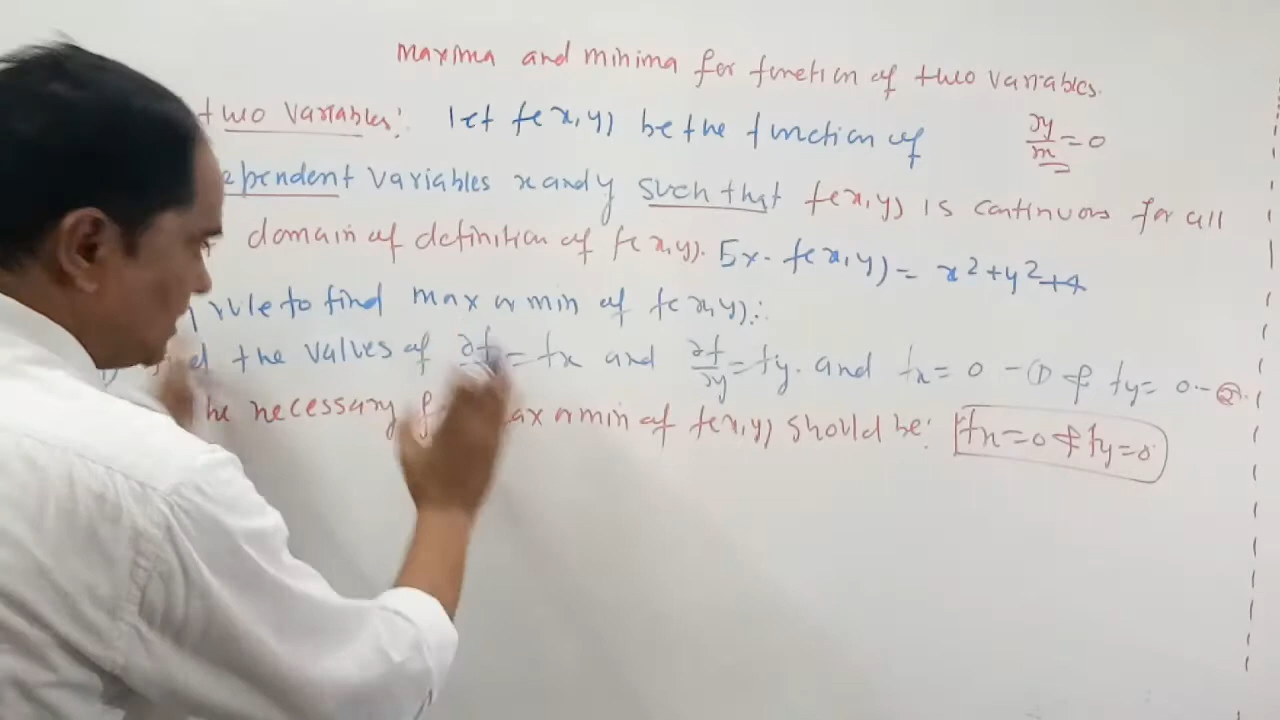 maxima and minima for function of two variables.
two variables: let f(x,y) be the function of ∂y/m = 0
ependent variables x and y such that f(x,y) is continuous for all
domain of definition of f(x,y). Ex- f(x,y) = x²+y²+4
rule to find max or min of f(x,y):
the values of ∂f = fx and ∂f/∂y = fy. and fx = 0 -① & fy = 0-②.
he necessary f ax or min of f(x,y) should be: fx=0 & fy=0